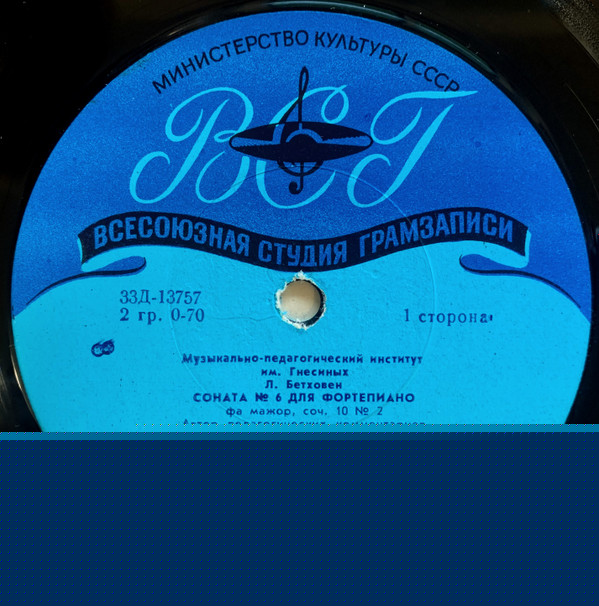 МИНИСТЕРСТВО КУЛЬТУРЫ СССР
ВСГ
ВСЕСОЮЗНАЯ СТУДИЯ ГРАМЗАПИСИ
33Д-13757
2 гр. 0-70
1 сторона
Музыкально-педагогический институт
им. Гнесиных
Л. Бетховен
СОНАТА № 6 ДЛЯ ФОРТЕПИАНО
фа мажор, соч. 10 № 2